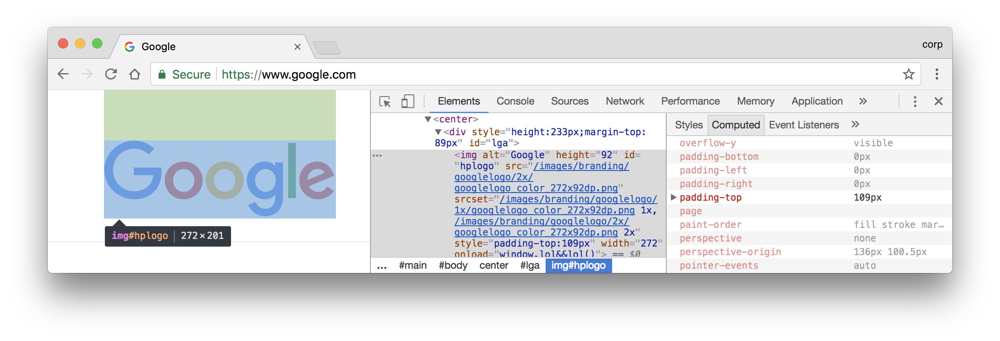 Google
corp
Secure https://www.google.com
Google
img#hplogo 272×201
Elements Console Sources Network Performance Memory Application »
<center>
<div style="height:233px;margin-top:
89px" id="lga">
<img alt="Google" height="92" id=
"hplogo" src="/images/branding/
googlelogo/2x/
googlelogo_color_272x92dp.png"
srcset="/images/branding/googlelogo/
1x/googlelogo_color_272x92dp.png 1x,
/images/branding/googlelogo/2x/
googlelogo_color_272x92dp.png 2x"
style="padding-top:109px" width="272"
onload="window.lol&&lol()"> == $0
... #main #body center #lga img#hplogo
Styles Computed Event Listeners »
overflow-y visible
padding-bottom 0px
padding-left 0px
padding-right 0px
padding-top 109px
page
paint-order fill stroke mar…
perspective none
perspective-origin 136px 100.5px
pointer-events auto